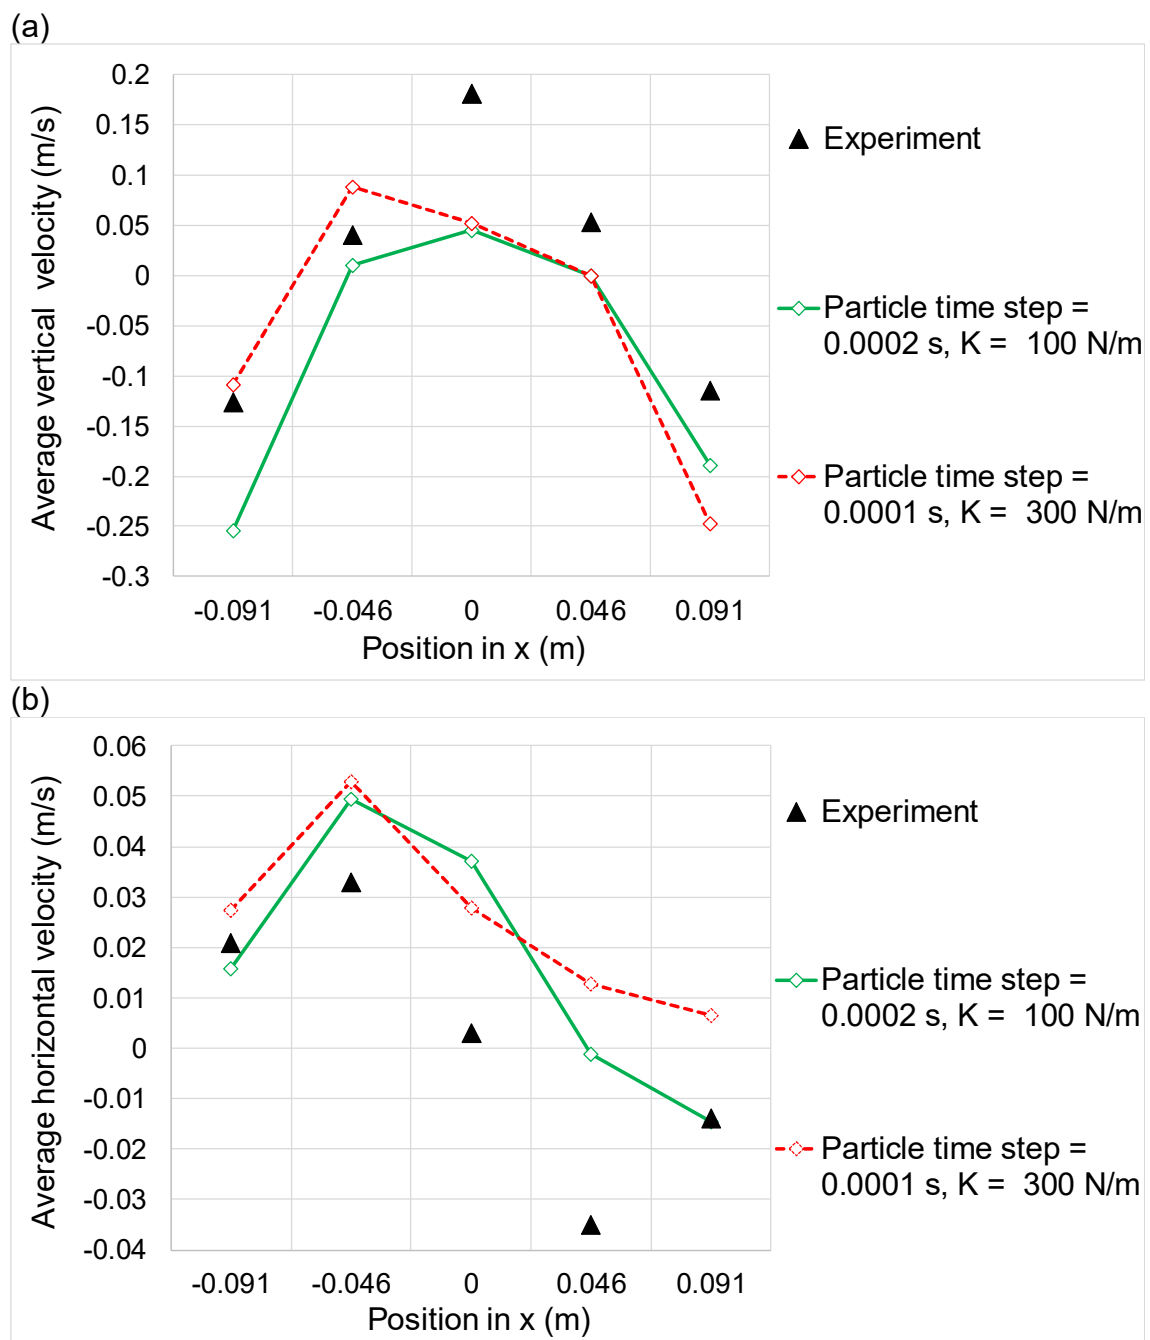 (a)
0.2
0.15
0.1
0.05
0
-0.05
-0.1
-0.15
-0.2
-0.25
-0.3
Average vertical velocity (m/s)
-0.091 -0.046 0 0.046 0.091
Position in x (m)
Experiment
Particle time step =
0.0002 s, K = 100 N/m
Particle time step =
0.0001 s, K = 300 N/m
(b)
0.06
0.05
0.04
0.03
0.02
0.01
0
-0.01
-0.02
-0.03
-0.04
Average horizontal velocity (m/s)
-0.091 -0.046 0 0.046 0.091
Position in x (m)
Experiment
Particle time step =
0.0002 s, K = 100 N/m
Particle time step =
0.0001 s, K = 300 N/m